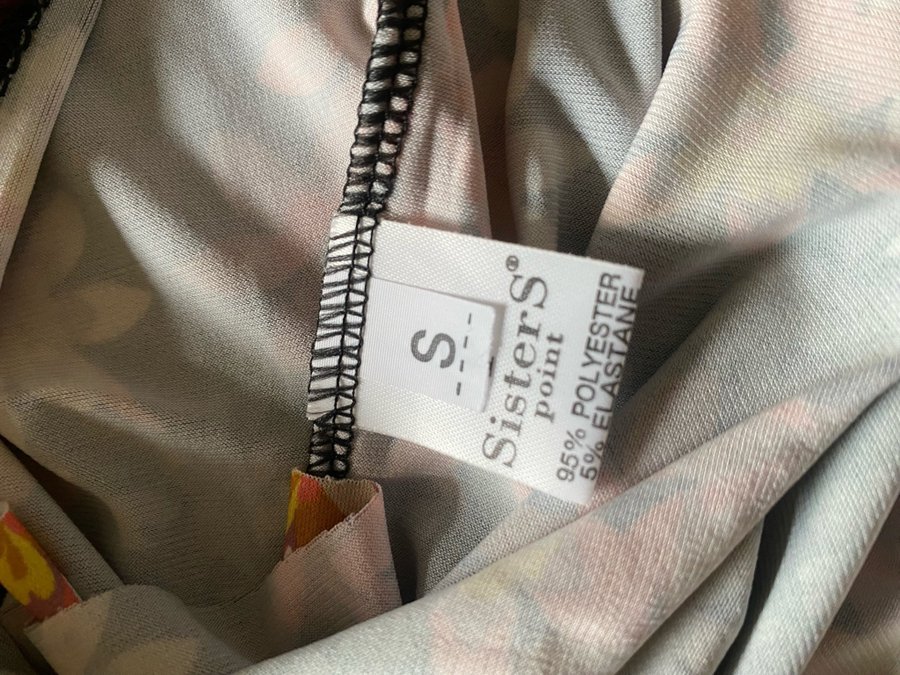 S
Sisters®
point
95% POLYESTER
5% ELASTANE